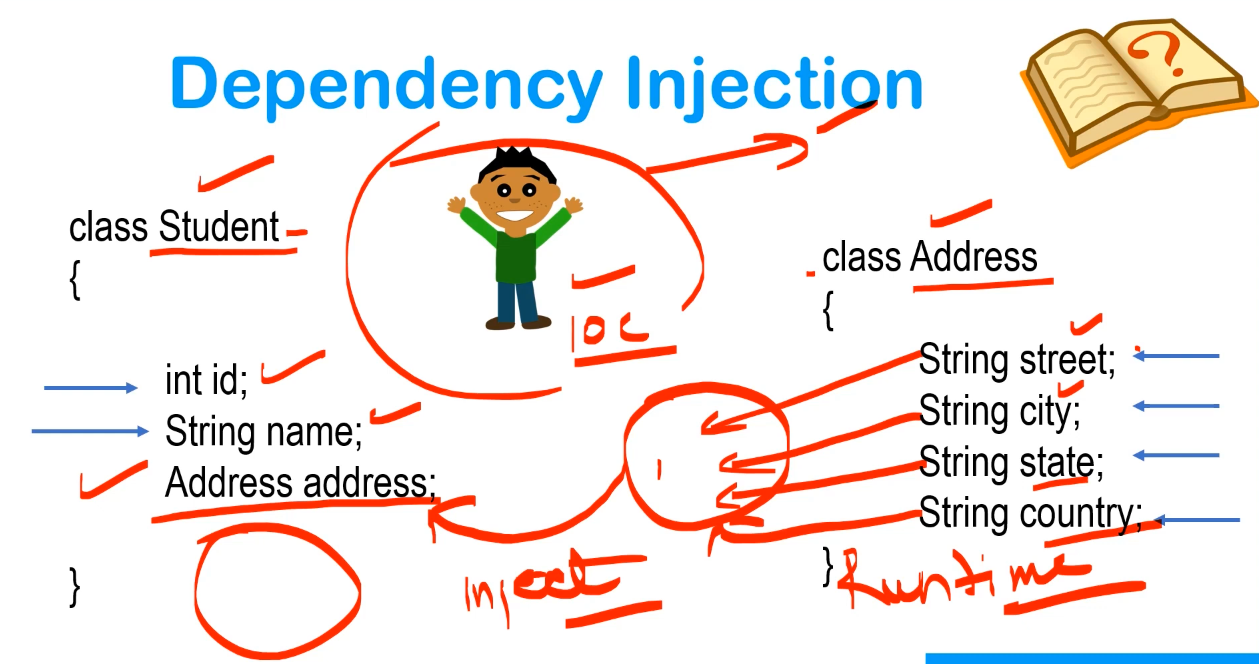 Dependency Injection
?
class Student
{
int id;
String name;
Address address;
}
IOC
Inject
class Address
{
String street;
String city;
String state;
String country;
}
Runtime